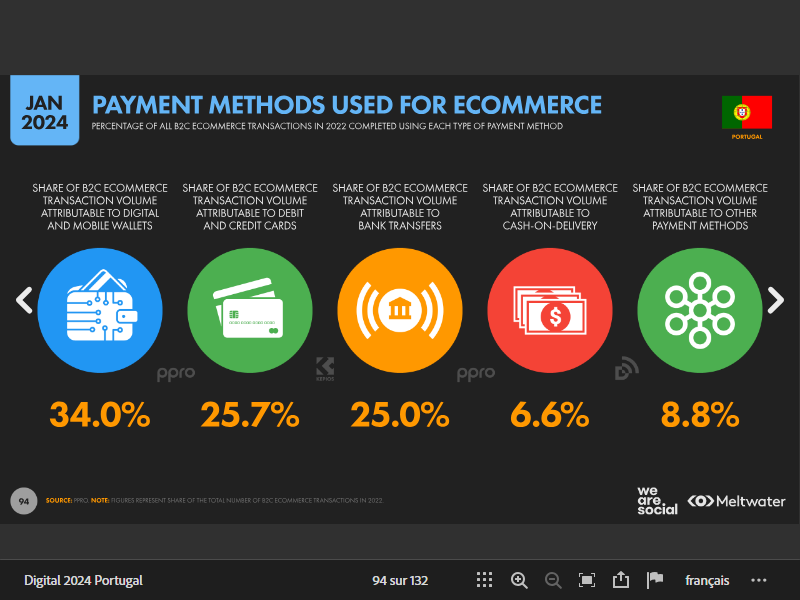 JAN
2024
PAYMENT METHODS USED FOR ECOMMERCE
PERCENTAGE OF ALL B2C ECOMMERCE TRANSACTIONS IN 2022 COMPLETED USING EACH TYPE OF PAYMENT METHOD
PORTUGAL
SHARE OF B2C ECOMMERCE
TRANSACTION VOLUME
ATTRIBUTABLE TO DIGITAL
AND MOBILE WALLETS
SHARE OF B2C ECOMMERCE
TRANSACTION VOLUME
ATTRIBUTABLE TO DEBIT
AND CREDIT CARDS
SHARE OF B2C ECOMMERCE
TRANSACTION VOLUME
ATTRIBUTABLE TO
BANK TRANSFERS
SHARE OF B2C ECOMMERCE
TRANSACTION VOLUME
ATTRIBUTABLE TO
CASH-ON-DELIVERY
SHARE OF B2C ECOMMERCE
TRANSACTION VOLUME
ATTRIBUTABLE TO OTHER
PAYMENT METHODS
$
ppro
KEPIOS
ppro
34.0%
25.7%
25.0%
6.6%
8.8%
94
SOURCE: PPRO. NOTE: FIGURES REPRESENT SHARE OF THE TOTAL NUMBER OF B2C ECOMMERCE TRANSACTIONS IN 2022.
we
are
social
Meltwater
Digital 2024 Portugal
94 sur 132
français